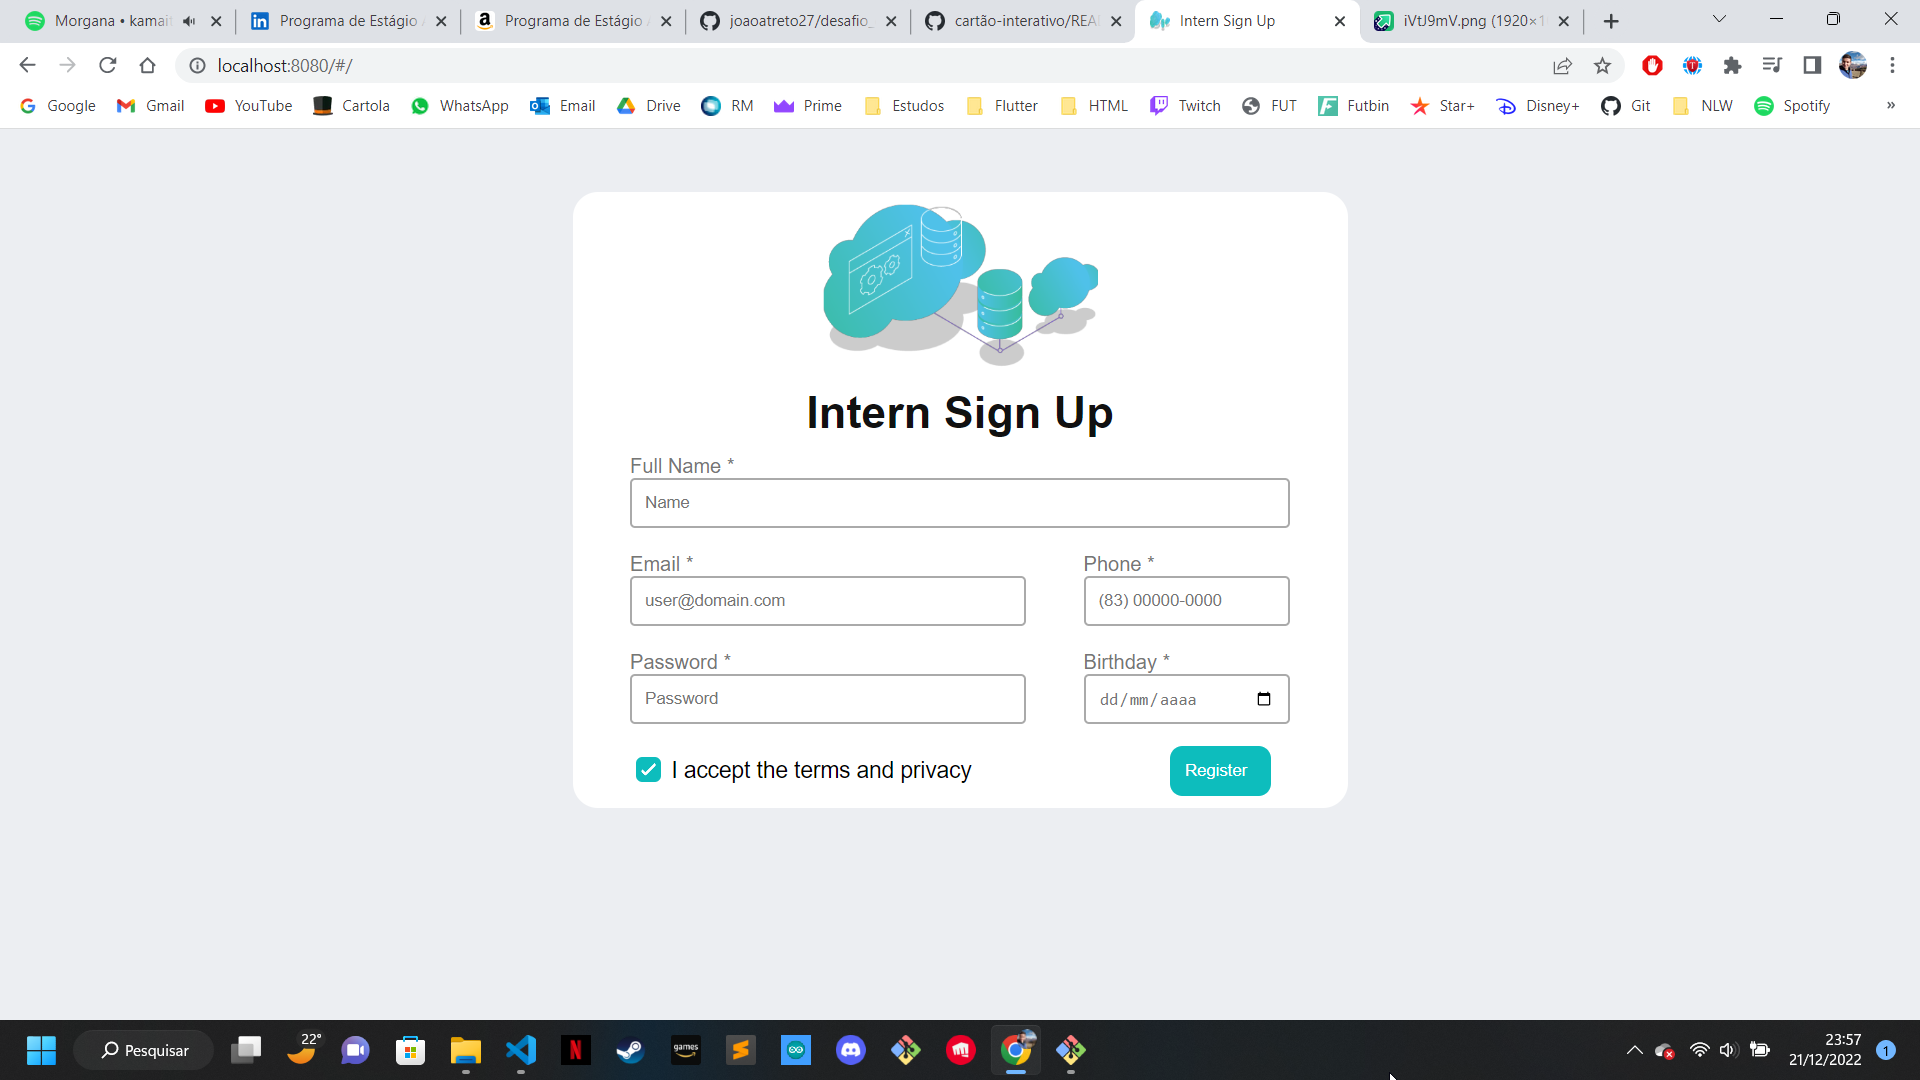 Morgana • kamait
Programa de Estágio A
Programa de Estágio A
joaoatreto27/desafio_
cartão-interativo/REA
Intern Sign Up
iVtJ9mV.png (1920×1
localhost:8080/#/
Google
Gmail
YouTube
Cartola
WhatsApp
Email
Drive
RM
Prime
Estudos
Flutter
HTML
Twitch
FUT
Futbin
Star+
Disney+
Git
NLW
Spotify
»
Intern Sign Up
Full Name *
Name
Email *
Phone *
user@domain.com
(83) 00000-0000
Password *
Birthday *
Password
dd/mm/aaaa
I accept the terms and privacy
Register
Pesquisar
22°
games
23:57
21/12/2022
1